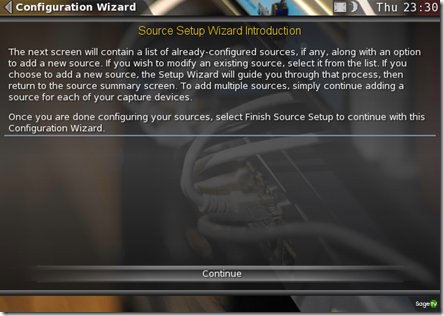 Configuration Wizard
Thu 23:30
Source Setup Wizard Introduction
The next screen will contain a list of already-configured sources, if any, along with an option
to add a new source. If you wish to modify an existing source, select it from the list. If you
choose to add a new source, the Setup Wizard will guide you through that process, then
return to the source summary screen. To add multiple sources, simply continue adding a
source for each of your capture devices.
Once you are done configuring your sources, select Finish Source Setup to continue with this
Configuration Wizard.
Continue
Sage tv